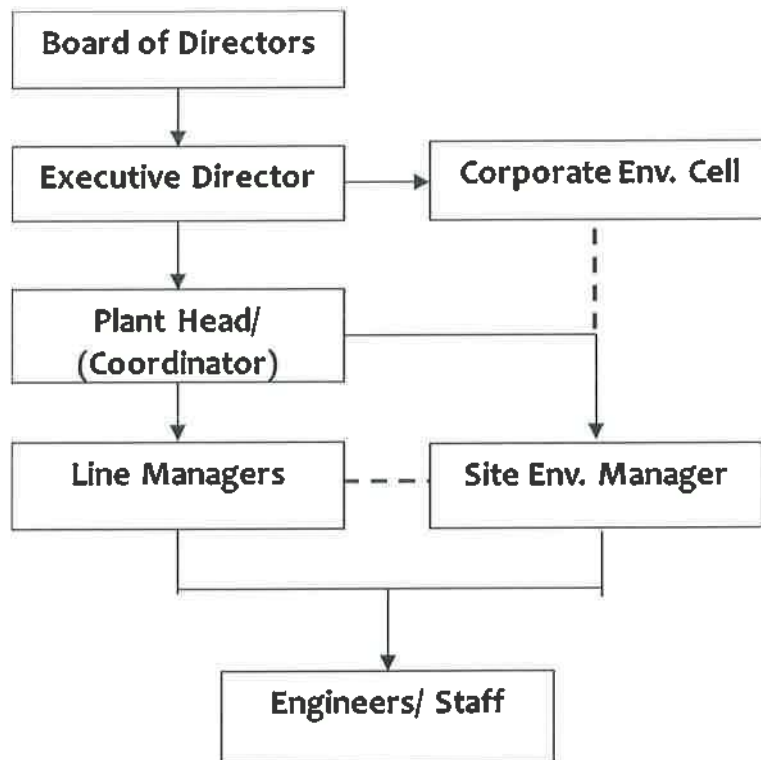 Board of Directors
Executive Director
Corporate Env. Cell
Plant Head/
(Coordinator)
Line Managers
Site Env. Manager
Engineers/ Staff